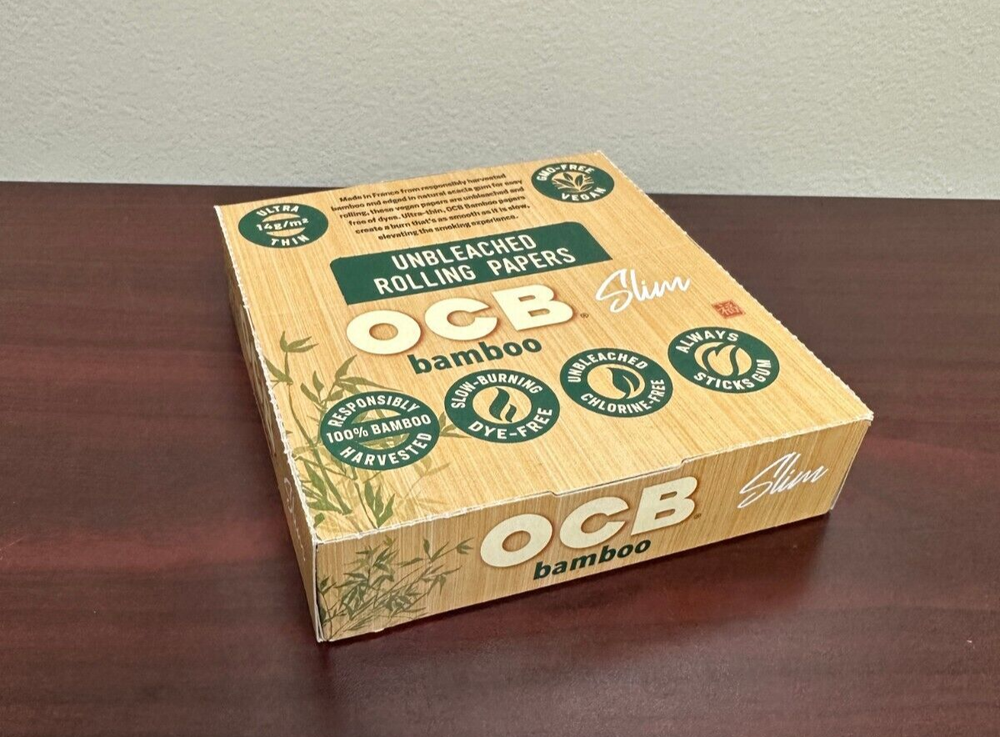 ULTRA
14g/m2
THIN
Made in France from responsibly harvested
bamboo and edged in natural acacia gum for easy
rolling, these vegan papers are unbleached and
free of dyes. Ultra-thin, OCB Bamboo papers
create a burn that's as smooth as it is slow,
elevating the smoking experience.
GMO-FREE
VEGAN
UNBLEACHED
ROLLING PAPERS
OCB
bamboo
Slim
RESPONSIBLY
100% BAMBOO
HARVESTED
SLOW-BURNING
DYE-FREE
UNBLEACHED
CHLORINE-FREE
ALWAYS
STICKS GUM
OCB
bamboo
Slim